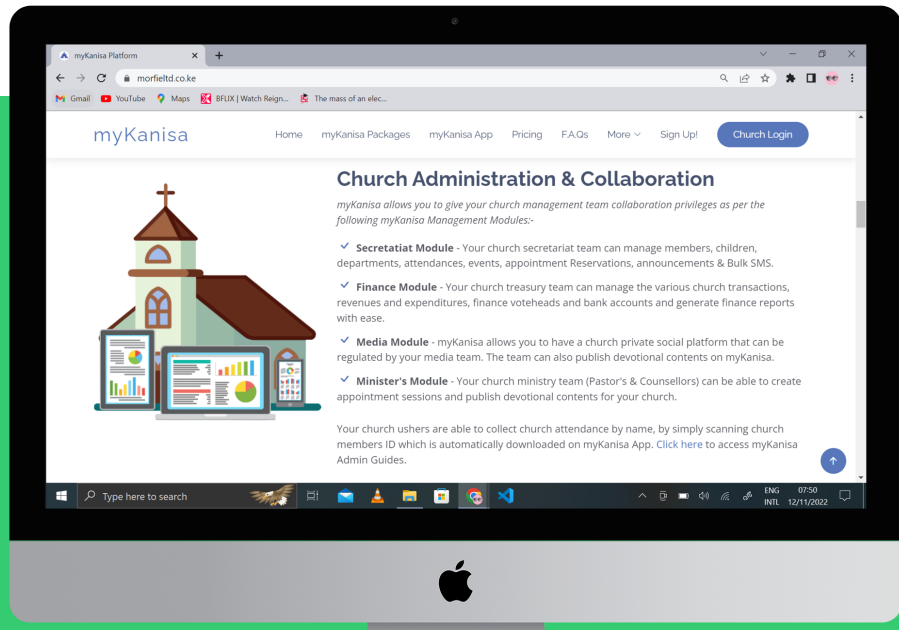 myKanisa Platform
morfieltd.co.ke
Gmail YouTube Maps BFLIX | Watch Reign... The mass of an elec...
myKanisa Home myKanisa Packages myKanisa App Pricing F.A.Qs More Sign Up! Church Login
Church Administration & Collaboration
myKanisa allows you to give your church management team collaboration privileges as per the
following myKanisa Management Modules:-
Secretatiat Module - Your church secretariat team can manage members, children,
departments, attendances, events, appointment Reservations, announcements & Bulk SMS.
Finance Module - Your church treasury team can manage the various church transactions,
revenues and expenditures, finance voteheads and bank accounts and generate finance reports
with ease.
Media Module - myKanisa allows you to have a church private social platform that can be
regulated by your media team. The team can also publish devotional contents on myKanisa.
Minister's Module - Your church ministry team (Pastor's & Counsellors) can be able to create
appointment sessions and publish devotional contents for your church.
Your church ushers are able to collect church attendance by name, by simply scanning church
members ID which is automatically downloaded on myKanisa App. Click here to access myKanisa
Admin Guides.
Type here to search
ENG 07:50
INTL 12/11/2022